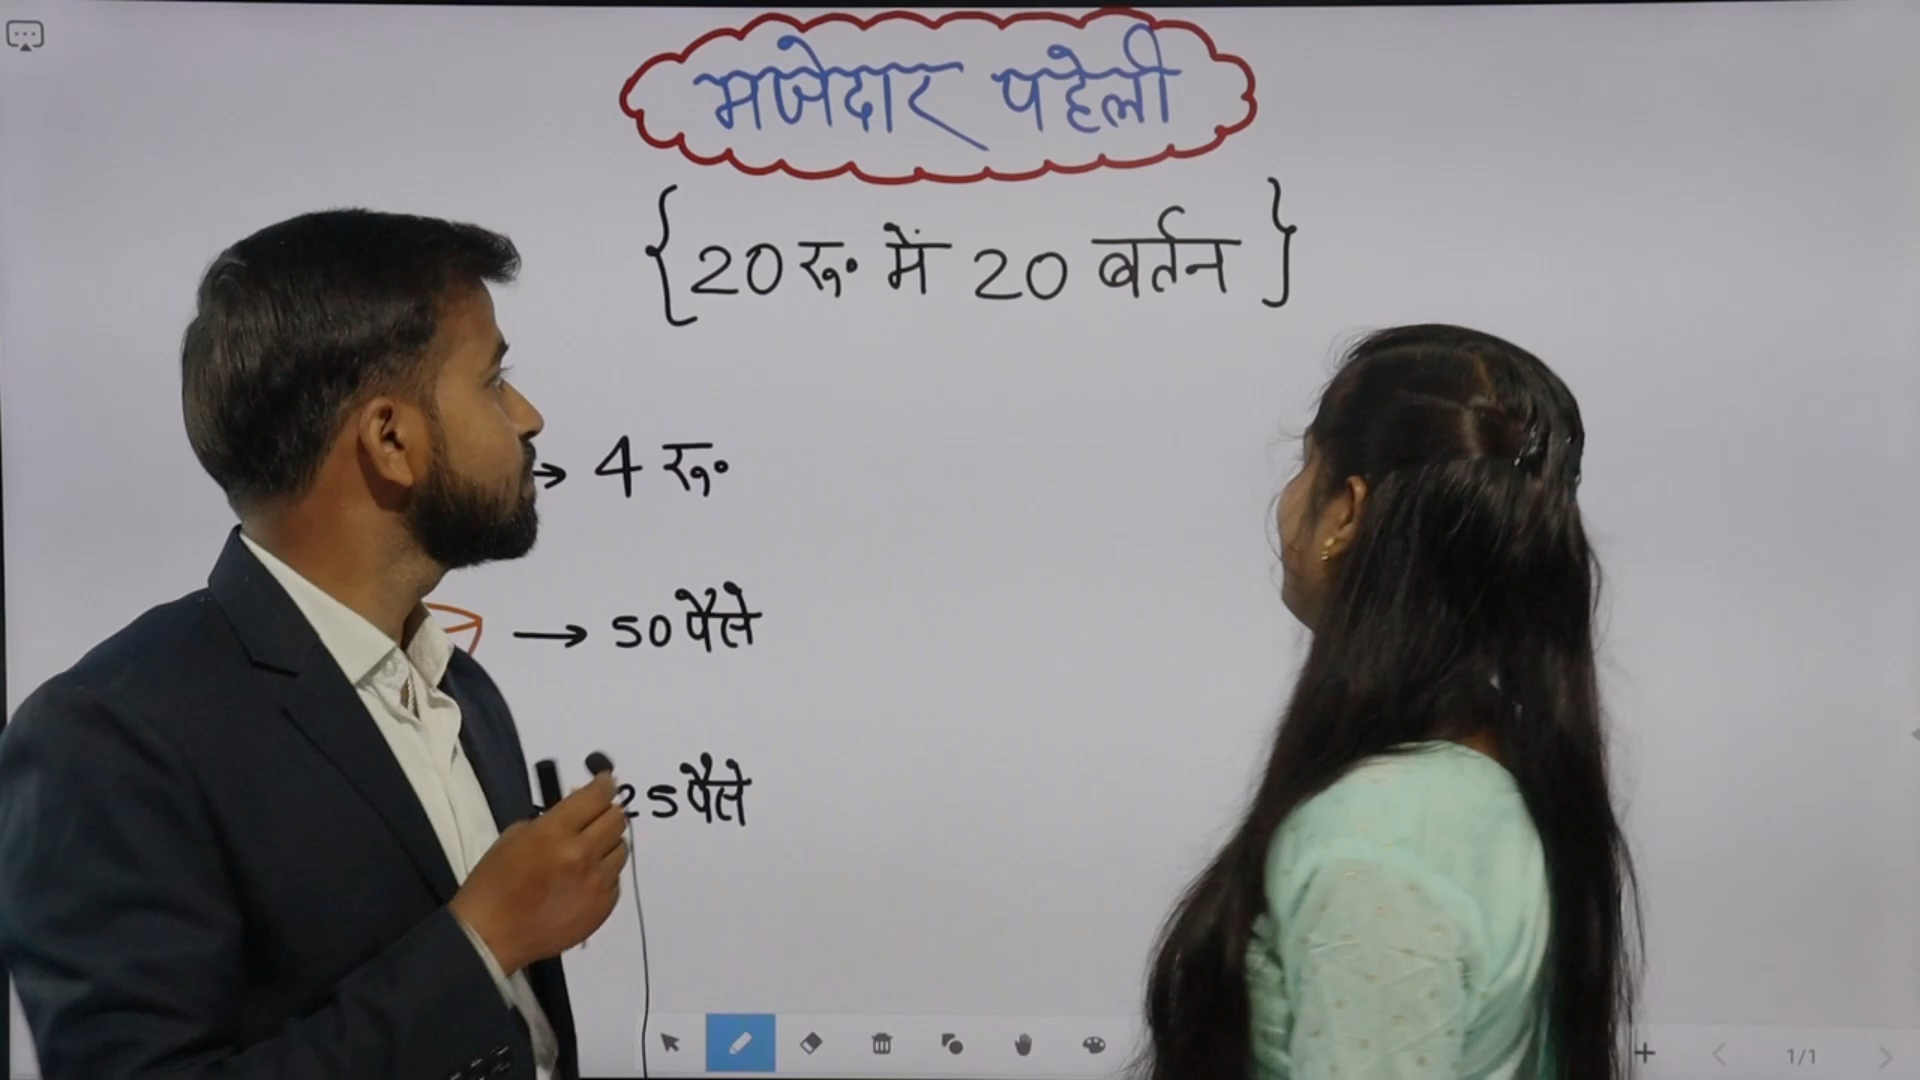 मजेदार पहेली
{20 रु॰ में 20 बर्तन}
→ 4 रु॰
→ 50 पैसे
25 पैसे
1/1